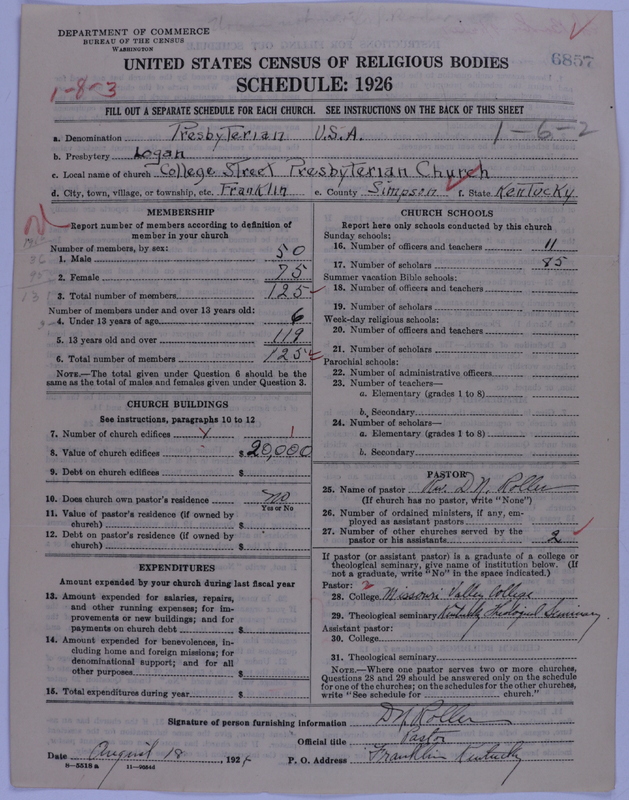 DEPARTMENT OF COMMERCE
BUREAU OF THE CENSUS
WASHINGTON
6857
UNITED STATES CENSUS OF RELIGIOUS BODIES
1-8-3
SCHEDULE: 1926
FILL OUT A SEPARATE SCHEDULE FOR EACH CHURCH. SEE INSTRUCTIONS ON THE BACK OF THIS SHEET
a. Denomination Presbyterian U.S.A. 1-6-2
b. Presbytery Logan
c. Local name of church College Street Presbyterian Church
d. City, town, village, or township, etc. Franklin e. County Simpson f. State Kentucky
MEMBERSHIP
Report number of members according to definition of
member in your church
Number of members, by sex:
1. Male 50
2. Female 75
3. Total number of members 125
Number of members under and over 13 years old:
4. Under 13 years of age 6
5. 13 years old and over 119
6. Total number of members 125
NOTE.—The total given under Question 6 should be the
same as the total of males and females given under Question 3.
CHURCH BUILDINGS
See instructions, paragraphs 10 to 12
7. Number of church edifices 1
8. Value of church edifices $ 20,000
9. Debt on church edifices $
10. Does church own pastor's residence no
Yes or No
11. Value of pastor's residence (if owned by
church) $
12. Debt on pastor's residence (if owned by
church) $
EXPENDITURES
Amount expended by your church during last fiscal year
13. Amount expended for salaries, repairs,
and other running expenses; for im-
provements or new buildings; and for
payments on church debt $
14. Amount expended for benevolences, in-
cluding home and foreign missions; for
denominational support; and for all
other purposes $
15. Total expenditures during year $
CHURCH SCHOOLS
Report here only schools conducted by this church
Sunday schools:
16. Number of officers and teachers 11
17. Number of scholars 85
Summer vacation Bible schools:
18. Number of officers and teachers
19. Number of scholars
Week-day religious schools:
20. Number of officers and teachers
21. Number of scholars
Parochial schools:
22. Number of administrative officers
23. Number of teachers—
a. Elementary (grades 1 to 8)
b. Secondary
24. Number of scholars—
a. Elementary (grades 1 to 8)
b. Secondary
PASTOR
25. Name of pastor Rev. D. N. Roller
(If church has no pastor, write "None")
26. Number of ordained ministers, if any, em-
ployed as assistant pastors
27. Number of other churches served by the
pastor or his assistants 2
If pastor (or assistant pastor) is a graduate of a college or
theological seminary, give name of institution below. (If
not a graduate, write "No" in the space indicated.)
Pastor: 2
28. College Missouri Valley College
29. Theological seminary Kentucky Theological Seminary
Assistant pastor:
30. College
31. Theological seminary
NOTE.—Where one pastor serves two or more churches,
Questions 28 and 29 should be answered only on the schedule
for one of the churches; on the schedules for the other churches,
write "See schedule for church."
Signature of person furnishing information D N Roller
Official title Pastor
Date August 18, 192 P. O. Address Franklin Kentucky
8-5518a 11-9664d